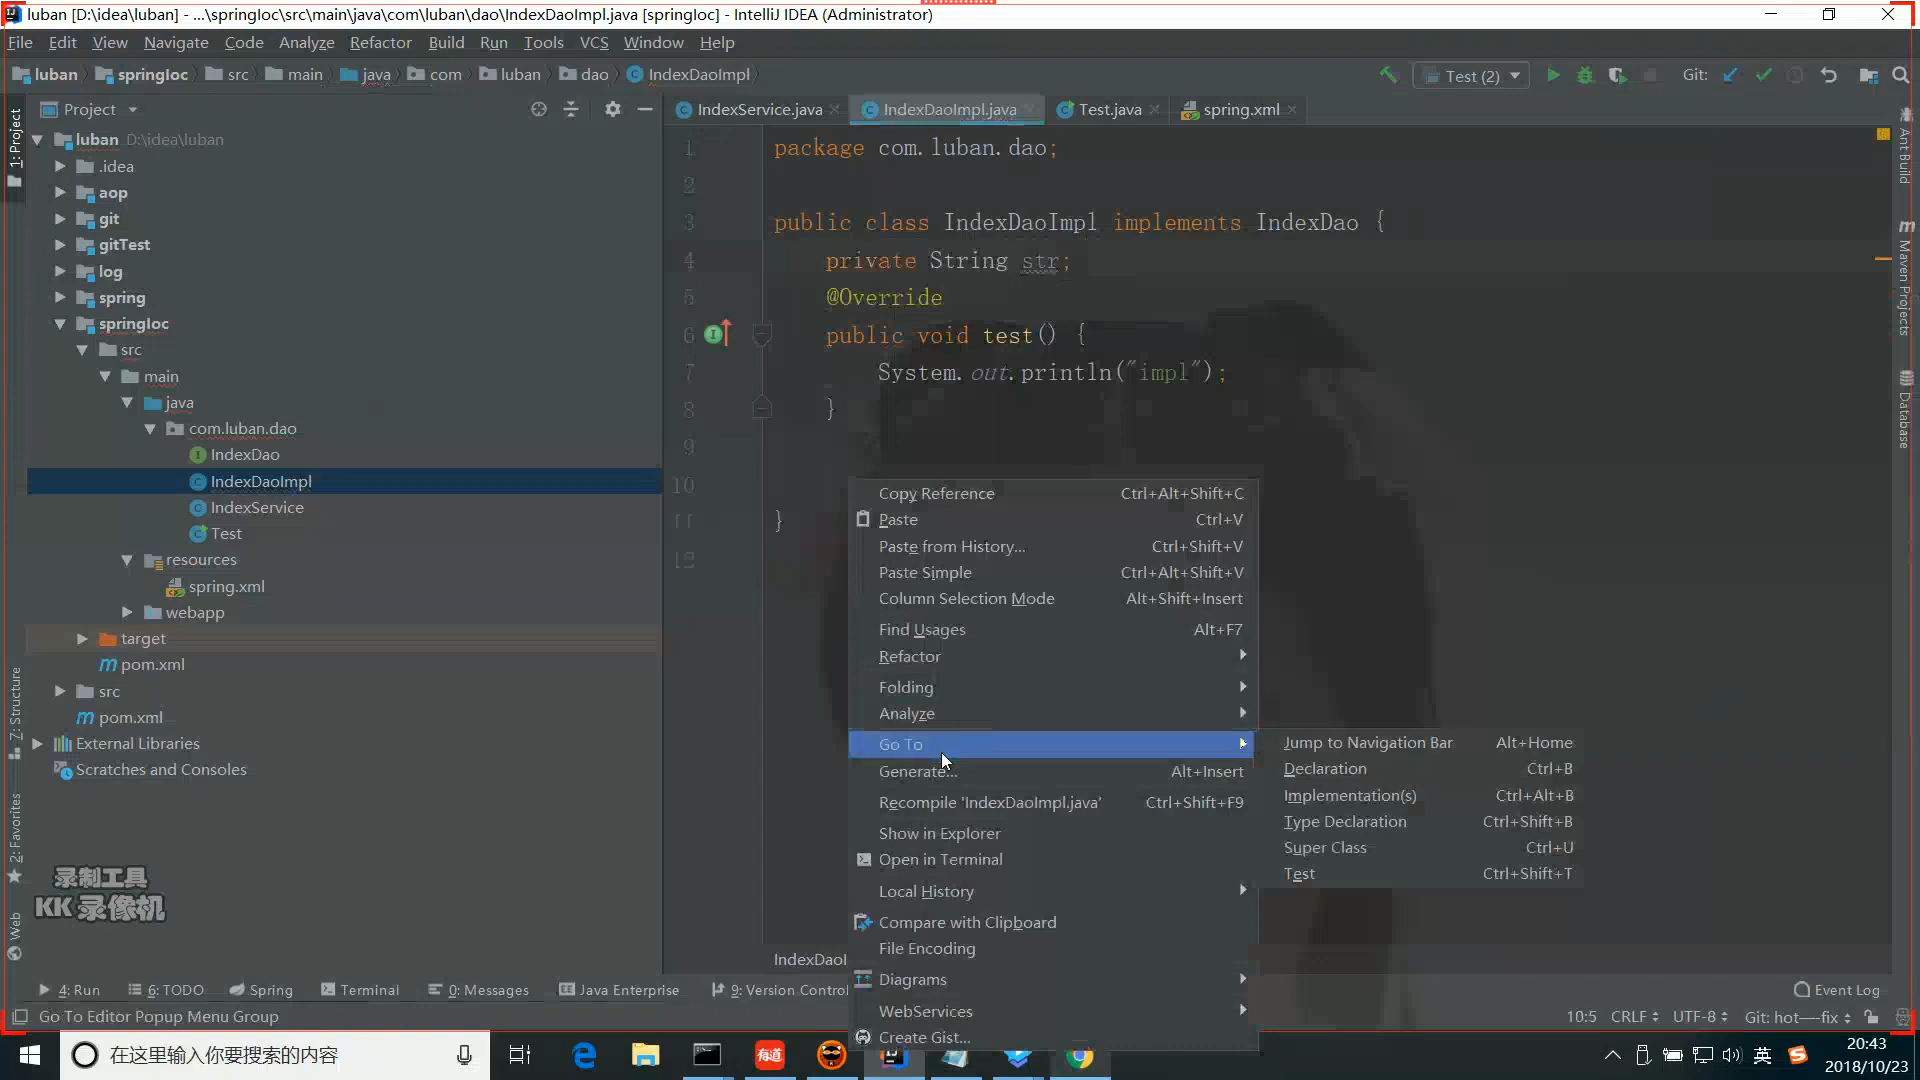 luban [D:\idea\luban] - ...\springIoc\src\main\java\com\luban\dao\IndexDaoImpl.java [springIoc] - IntelliJ IDEA (Administrator)
File Edit View Navigate Code Analyze Refactor Build Run Tools VCS Window Help
luban springIoc src main java com luban dao IndexDaoImpl Test (2) Git:
Project
IndexService.java IndexDaoImpl.java Test.java spring.xml
1: Project
7: Structure
2: Favorites
Web
luban D:\idea\luban
.idea
aop
git
gitTest
log
spring
springIoc
src
main
java
com.luban.dao
IndexDao
IndexDaoImpl
IndexService
Test
resources
spring.xml
webapp
target
pom.xml
src
pom.xml
External Libraries
Scratches and Consoles
录制工具
KK 录像机
1 package com.luban.dao;
2
3 public class IndexDaoImpl implements IndexDao {
4 private String str;
5 @Override
6 public void test() {
7 System.out.println("impl");
8 }
9
10
11 }
12
Copy Reference Ctrl+Alt+Shift+C
Paste Ctrl+V
Paste from History... Ctrl+Shift+V
Paste Simple Ctrl+Alt+Shift+V
Column Selection Mode Alt+Shift+Insert
Find Usages Alt+F7
Refactor
Folding
Analyze
Go To
Generate... Alt+Insert
Recompile 'IndexDaoImpl.java' Ctrl+Shift+F9
Show in Explorer
Open in Terminal
Local History
Compare with Clipboard
File Encoding
Diagrams
WebServices
Create Gist...
Jump to Navigation Bar Alt+Home
Declaration Ctrl+B
Implementation(s) Ctrl+Alt+B
Type Declaration Ctrl+Shift+B
Super Class Ctrl+U
Test Ctrl+Shift+T
Ant Build
Maven Projects
Database
IndexDaoI
4: Run 6: TODO Spring Terminal 0: Messages Java Enterprise 9: Version Control Event Log
Go To Editor Popup Menu Group 10:5 CRLF UTF-8 Git: hot—-fix
在这里输入你要搜索的内容
有道
英
20:43
2018/10/23